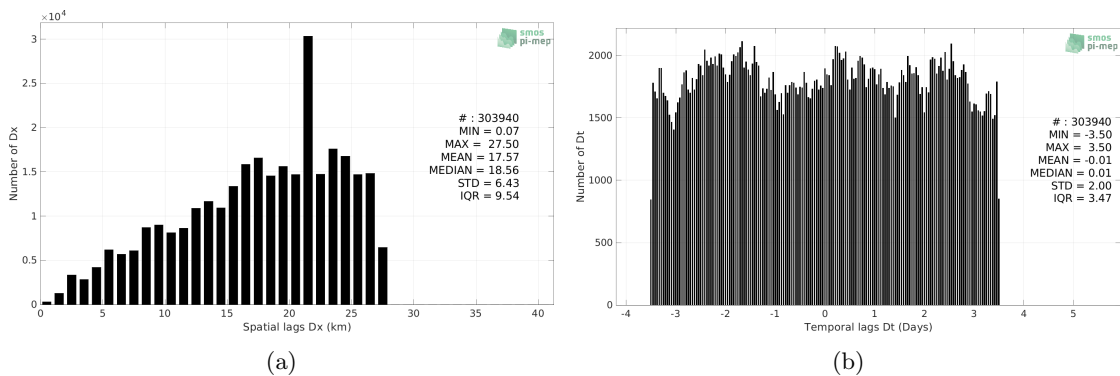 ×10⁴
3
2.5
2
1.5
1
0.5
0
Number of Dx
0 5 10 15 20 25 30 35 40
Spatial lags Dx (km)
smos
pi-mep
# : 303940
MIN = 0.07
MAX = 27.50
MEAN = 17.57
MEDIAN = 18.56
STD = 6.43
IQR = 9.54
(a)
2000
1500
1000
500
0
Number of Dt
-4 -3 -2 -1 0 1 2 3 4 5
Temporal lags Dt (Days)
smos
pi-mep
# : 303940
MIN = -3.50
MAX = 3.50
MEAN = -0.01
MEDIAN = 0.01
STD = 2.00
IQR = 3.47
(b)